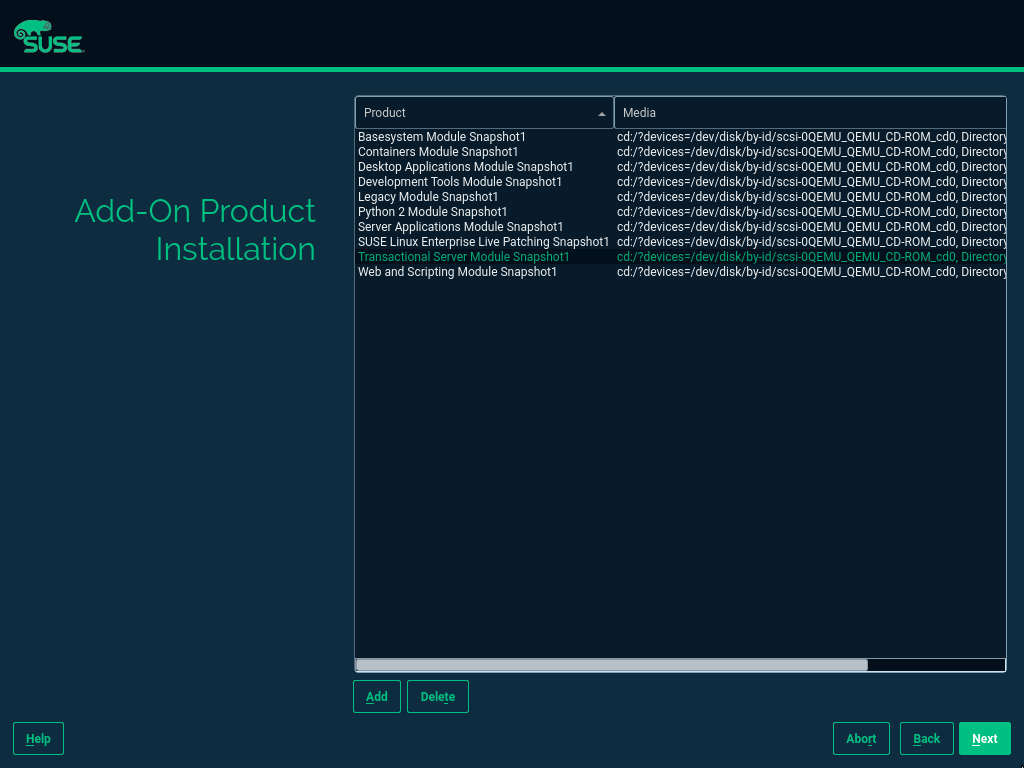 SUSE
Add-On Product
Installation
Product Media
Basesystem Module Snapshot1 cd:/?devices=/dev/disk/by-id/scsi-0QEMU_QEMU_CD-ROM_cd0, Directory
Containers Module Snapshot1 cd:/?devices=/dev/disk/by-id/scsi-0QEMU_QEMU_CD-ROM_cd0, Directory
Desktop Applications Module Snapshot1 cd:/?devices=/dev/disk/by-id/scsi-0QEMU_QEMU_CD-ROM_cd0, Directory
Development Tools Module Snapshot1 cd:/?devices=/dev/disk/by-id/scsi-0QEMU_QEMU_CD-ROM_cd0, Directory
Legacy Module Snapshot1 cd:/?devices=/dev/disk/by-id/scsi-0QEMU_QEMU_CD-ROM_cd0, Directory
Python 2 Module Snapshot1 cd:/?devices=/dev/disk/by-id/scsi-0QEMU_QEMU_CD-ROM_cd0, Directory
Server Applications Module Snapshot1 cd:/?devices=/dev/disk/by-id/scsi-0QEMU_QEMU_CD-ROM_cd0, Directory
SUSE Linux Enterprise Live Patching Snapshot1 cd:/?devices=/dev/disk/by-id/scsi-0QEMU_QEMU_CD-ROM_cd0, Directory
Transactional Server Module Snapshot1 cd:/?devices=/dev/disk/by-id/scsi-0QEMU_QEMU_CD-ROM_cd0, Directory
Web and Scripting Module Snapshot1 cd:/?devices=/dev/disk/by-id/scsi-0QEMU_QEMU_CD-ROM_cd0, Directory
Add Delete
Help Abort Back Next